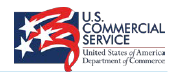 U.S.
COMMERCIAL
SERVICE
United States of America
Department of Commerce